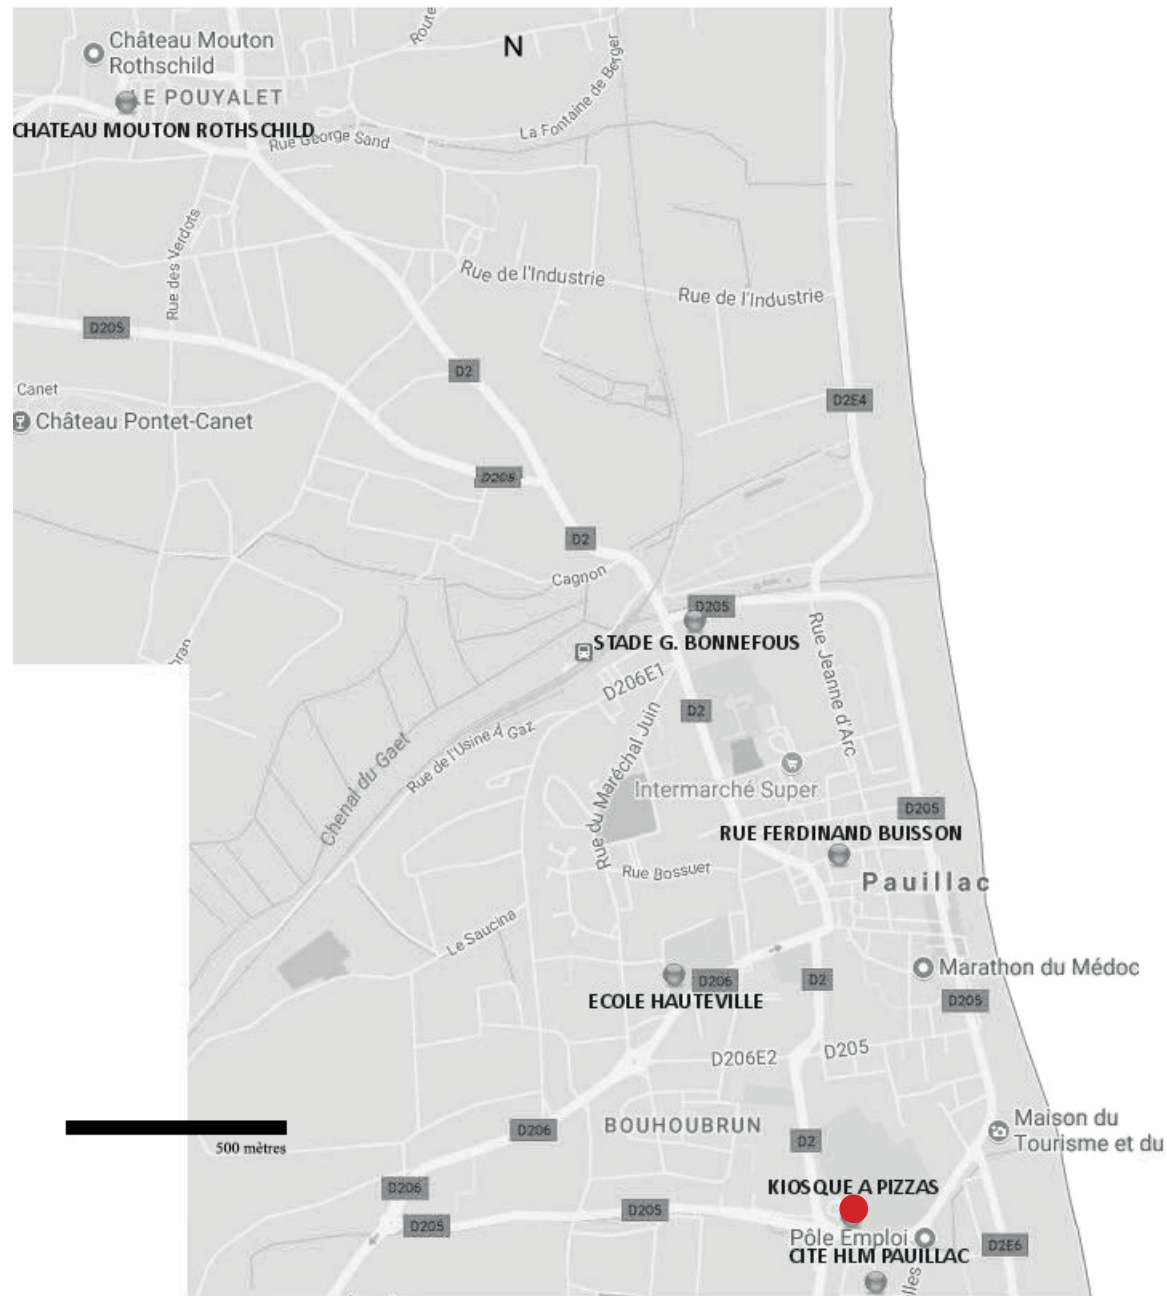 Route
N
Château Mouton
Rothschild
LE POUYALET
CHATEAU MOUTON ROTHSCHILD
La Fontaine de Berger
Rue George Sand
Rue des Verdots
Rue de l'Industrie
Rue de l'Industrie
D205
D2
Canet
D2E4
Château Pontet-Canet
D205
D2
Cagnon
D205
STADE G. BONNEFOUS
D206E1
Rue Jeanne d'Arc
D2
Rue du Maréchal Juin
Rue de l'Usine À Gaz
Chenal du Gaet
Intermarché Super
D205
RUE FERDINAND BUISSON
Rue Bossuet
Pauillac
Le Saucina
Marathon du Médoc
D206
D2
ECOLE HAUTEVILLE
D205
D206E2
D205
BOUHOUBRUN
Maison du
Tourisme et du
D206
D2
500 mètres
KIOSQUE A PIZZAS
D206
D205
D205
Pôle Emploi
D2E6
CITE HLM PAUILLAC